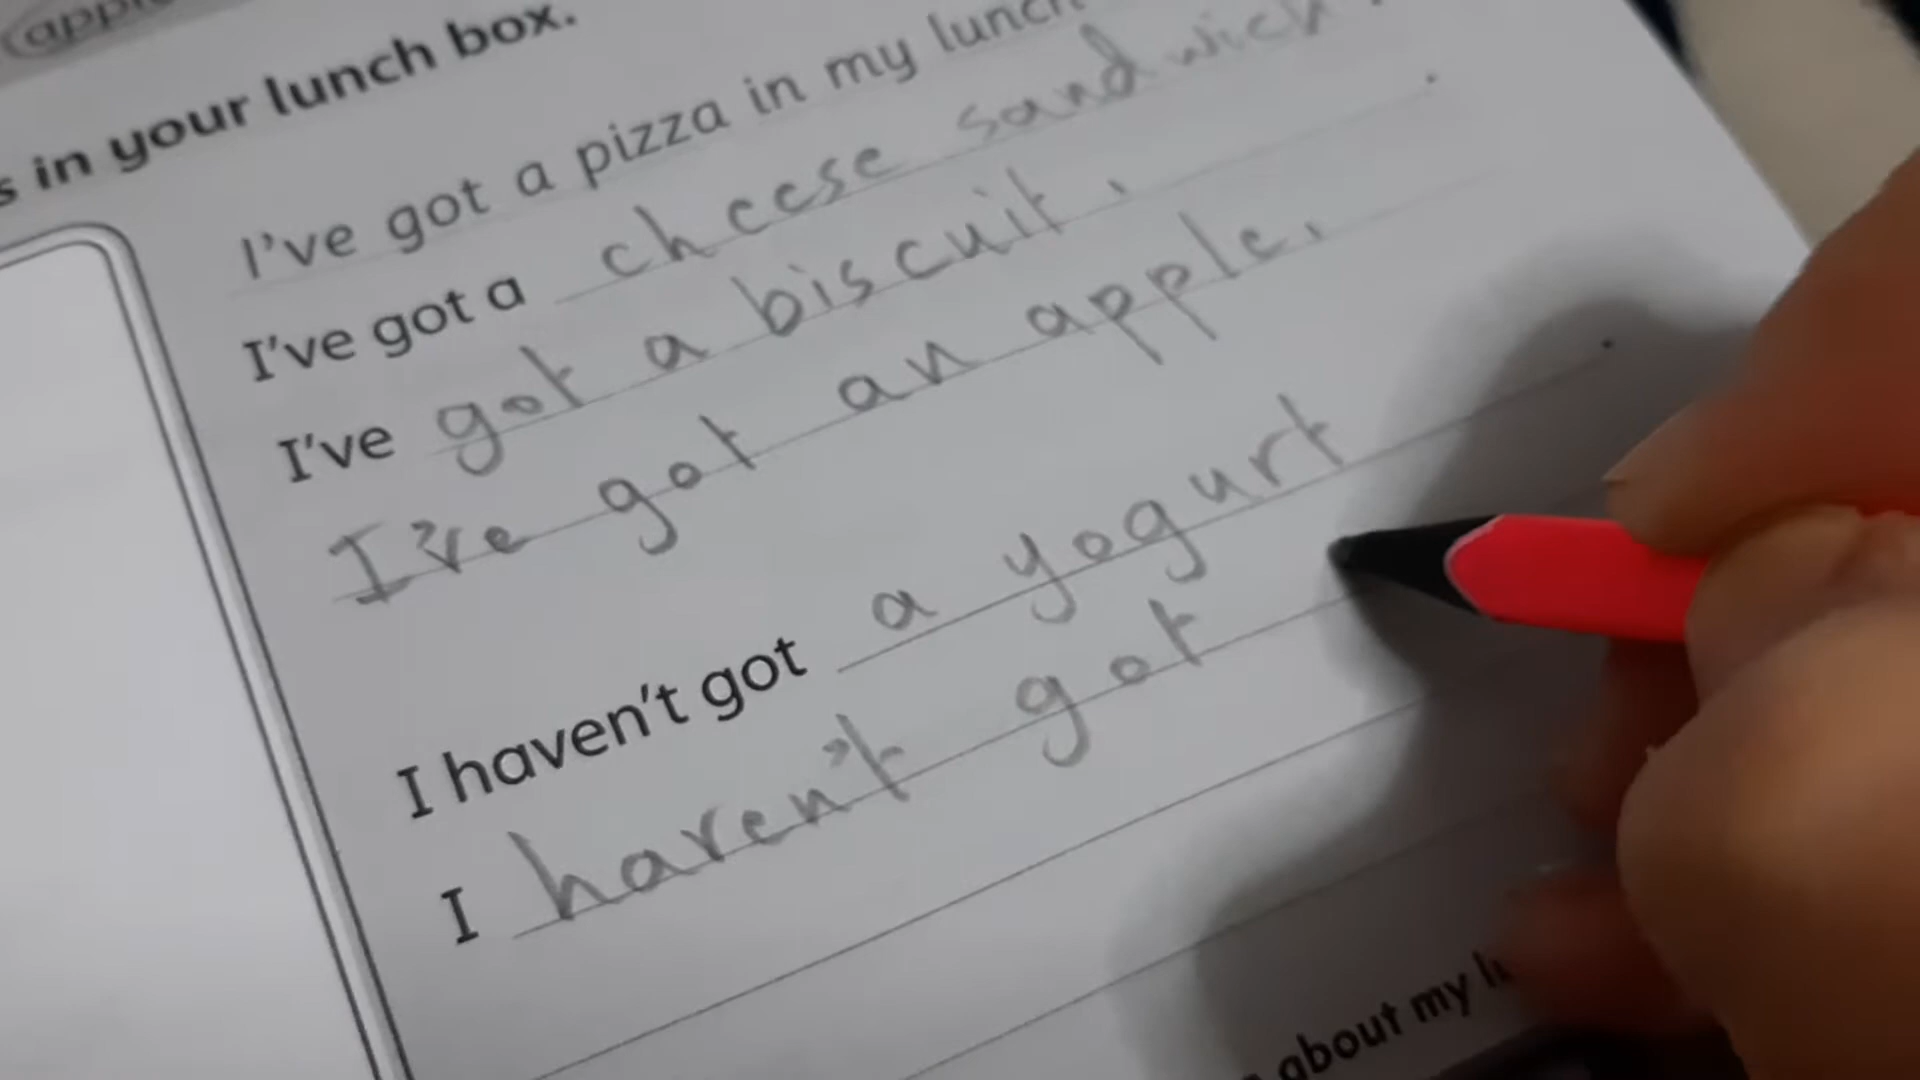 in your lunch box.
I've got a pizza in my lunch
I've got a cheese sandwich.
I've got a biscuit.
I've got an apple.
I haven't got a yogurt
I haven't got
about my